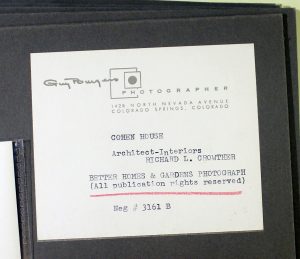 Guy Burgess
PHOTOGRAPHER
1428 NORTH NEVADA AVENUE
COLORADO SPRINGS, COLORADO
COHEN HOUSE
Architect-Interiors
RICHARD L. CROWTHER
BETTER HOMES & GARDENS PHOTOGRAPH
(All publication rights reserved)
Neg # 3161 B